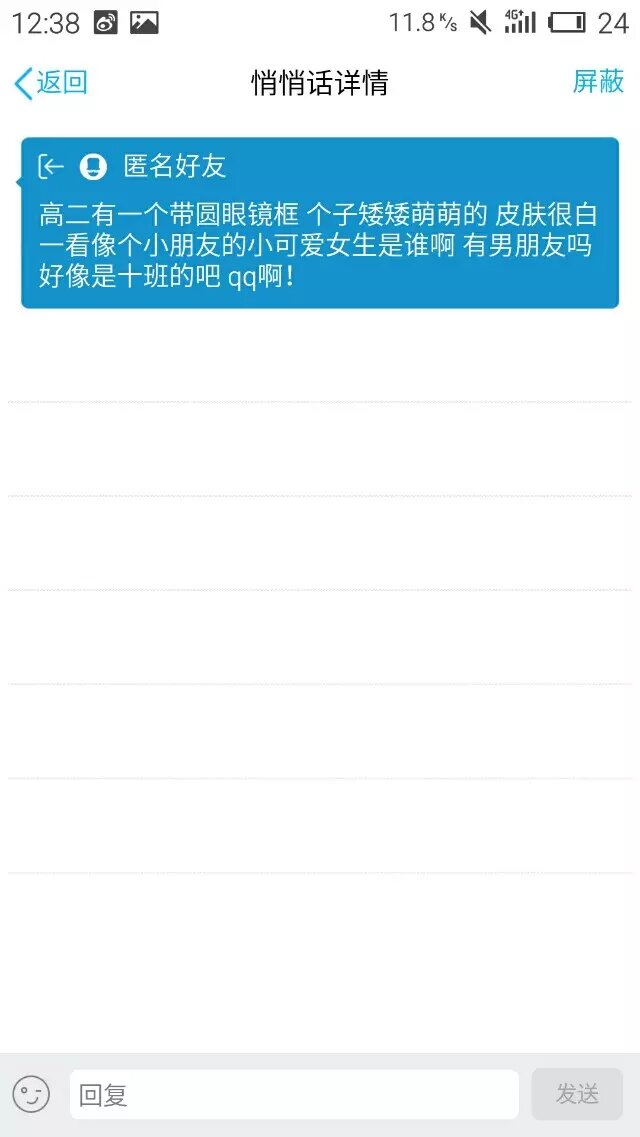 12:38 11.8 K/s 4G+ 24
返回 悄悄话详情 屏蔽
匿名好友
高二有一个带圆眼镜框 个子矮矮萌萌的 皮肤很白
一看像个小朋友的小可爱女生是谁啊 有男朋友吗
好像是十班的吧 qq啊！
回复 发送